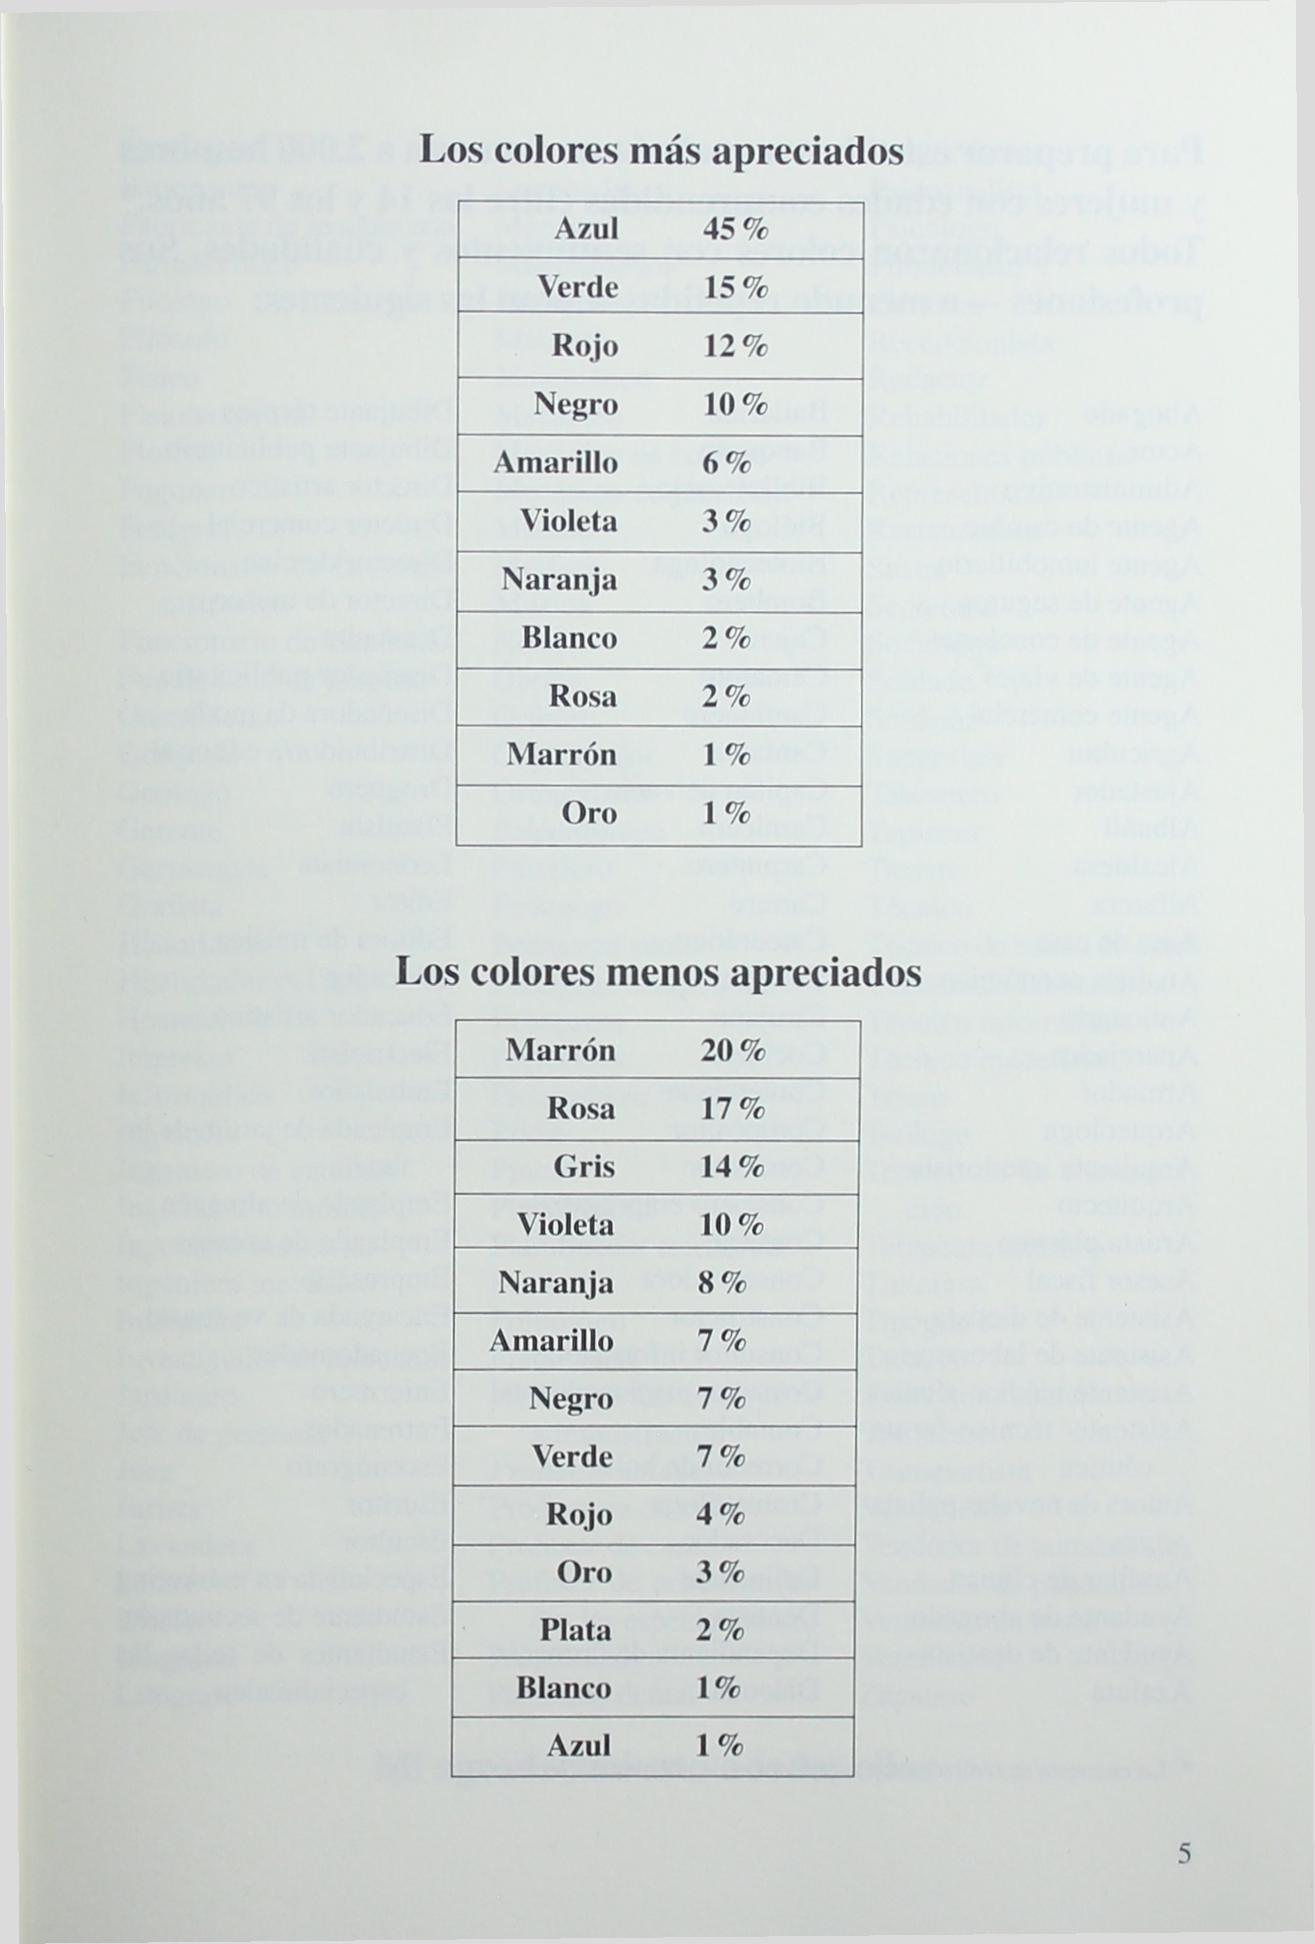 Los colores más apreciados
Azul 45 %
Verde 15 %
Rojo 12 %
Negro 10 %
Amarillo 6 %
Violeta 3 %
Naranja 3 %
Blanco 2 %
Rosa 2 %
Marrón 1 %
Oro 1 %
Los colores menos apreciados
Marrón 20 %
Rosa 17 %
Gris 14 %
Violeta 10 %
Naranja 8 %
Amarillo 7 %
Negro 7 %
Verde 7 %
Rojo 4 %
Oro 3 %
Plata 2 %
Blanco 1 %
Azul 1 %
5